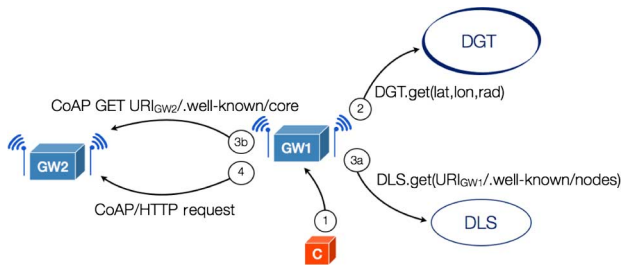 DGT
DGT.get(lat,lon,rad)
2
CoAP GET URIGW2/.well-known/core
3b
GW1
GW2
3a
4
DLS.get(URIGW1/.well-known/nodes)
CoAP/HTTP request
1
DLS
C